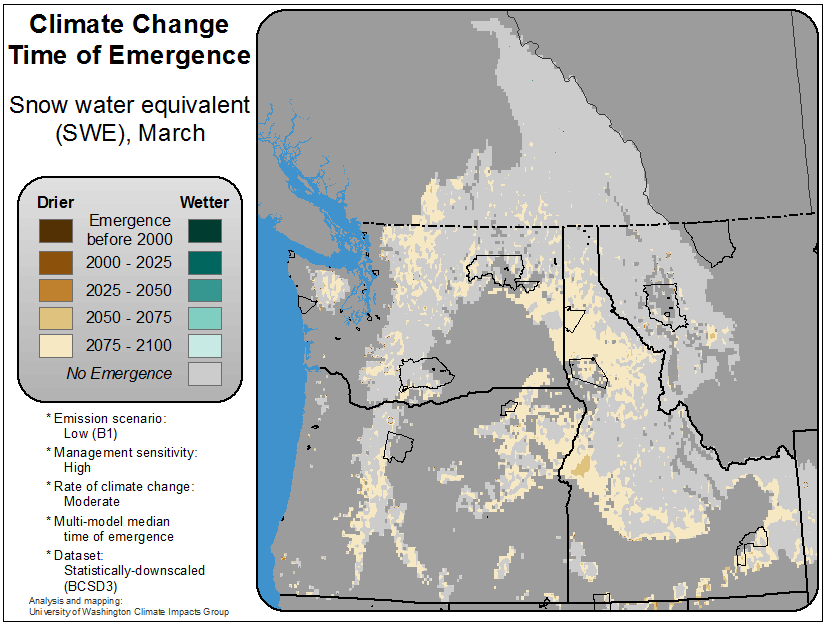 Climate Change
Time of Emergence
Snow water equivalent
(SWE), March
Drier Wetter
Emergence
before 2000
2000 - 2025
2025 - 2050
2050 - 2075
2075 - 2100
No Emergence
* Emission scenario:
Low (B1)
* Management sensitivity:
High
* Rate of climate change:
Moderate
* Multi-model median
time of emergence
* Dataset:
Statistically-downscaled
(BCSD3)
Analysis and mapping:
University of Washington Climate Impacts Group